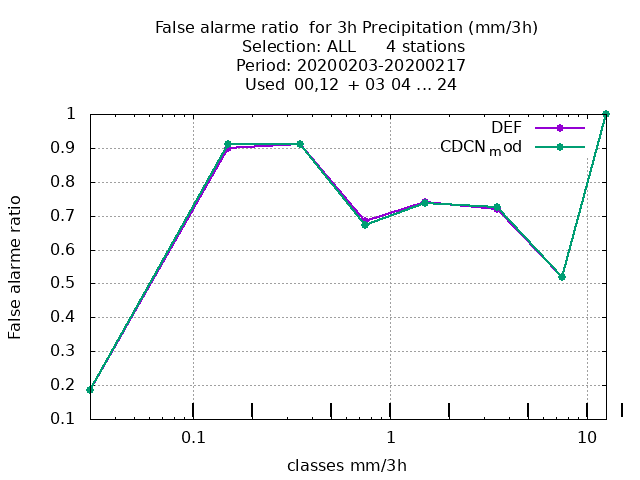 False alarme ratio  for 3h Precipitation (mm/3h)
Selection: ALL      4 stations
Period: 20200203-20200217
Used  00,12  + 03 04 ... 24
1
0.9
0.8
0.7
0.6
0.5
0.4
0.3
0.2
0.1
False alarme ratio
DEF
CDCN_mod
0.1
1
10
classes mm/3h